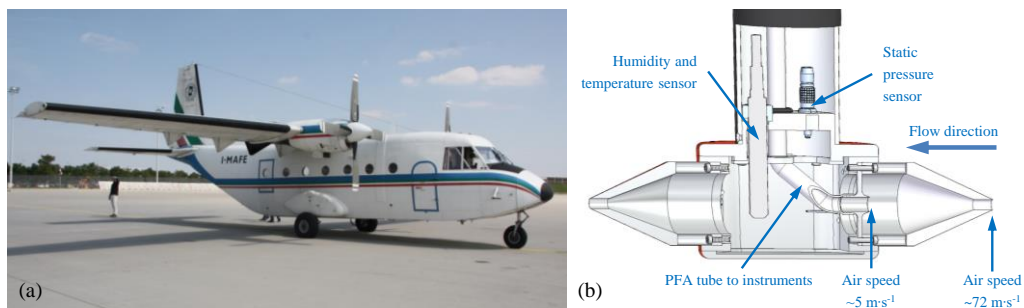 I-MAFE
(a)
Humidity and
temperature sensor
Static
pressure
sensor
Flow direction
PFA tube to instruments
Air speed
~5 m·s⁻¹
Air speed
~72 m·s⁻¹
(b)